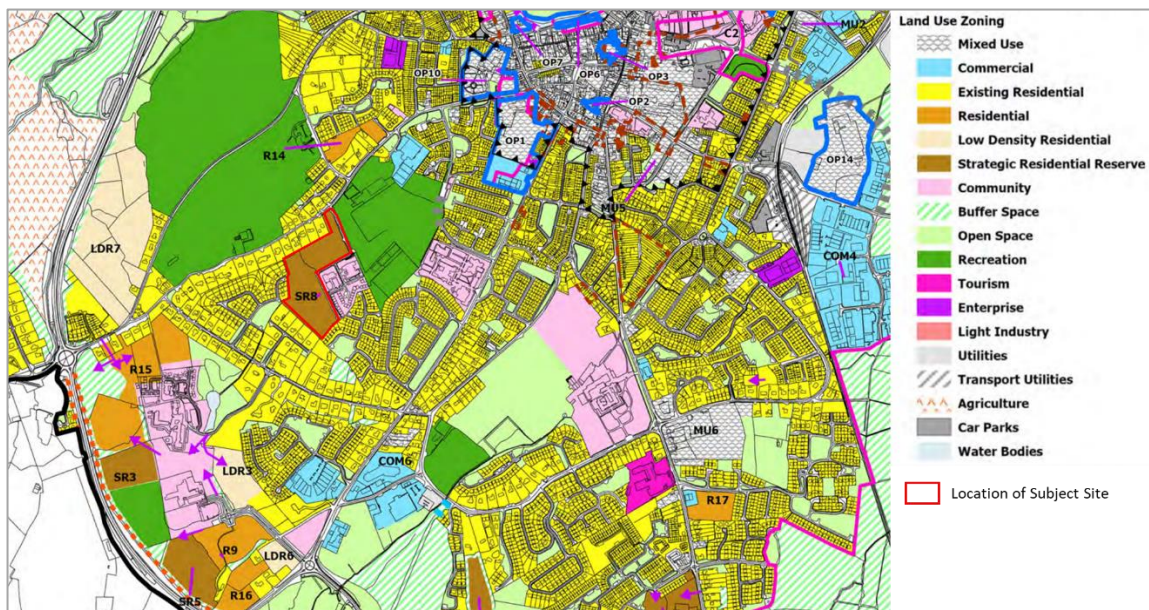 MU2
C2
OP7
OP6
OP10
OP3
OP2
OP1
OP14
R14
MU5
LDR7
COM4
SR8
R15
MU6
COM6
LDR3
SR3
R17
R9
LDR6
SR5
R16
Land Use Zoning
Mixed Use
Commercial
Existing Residential
Residential
Low Density Residential
Strategic Residential Reserve
Community
Buffer Space
Open Space
Recreation
Tourism
Enterprise
Light Industry
Utilities
Transport Utilities
Agriculture
Car Parks
Water Bodies
Location of Subject Site